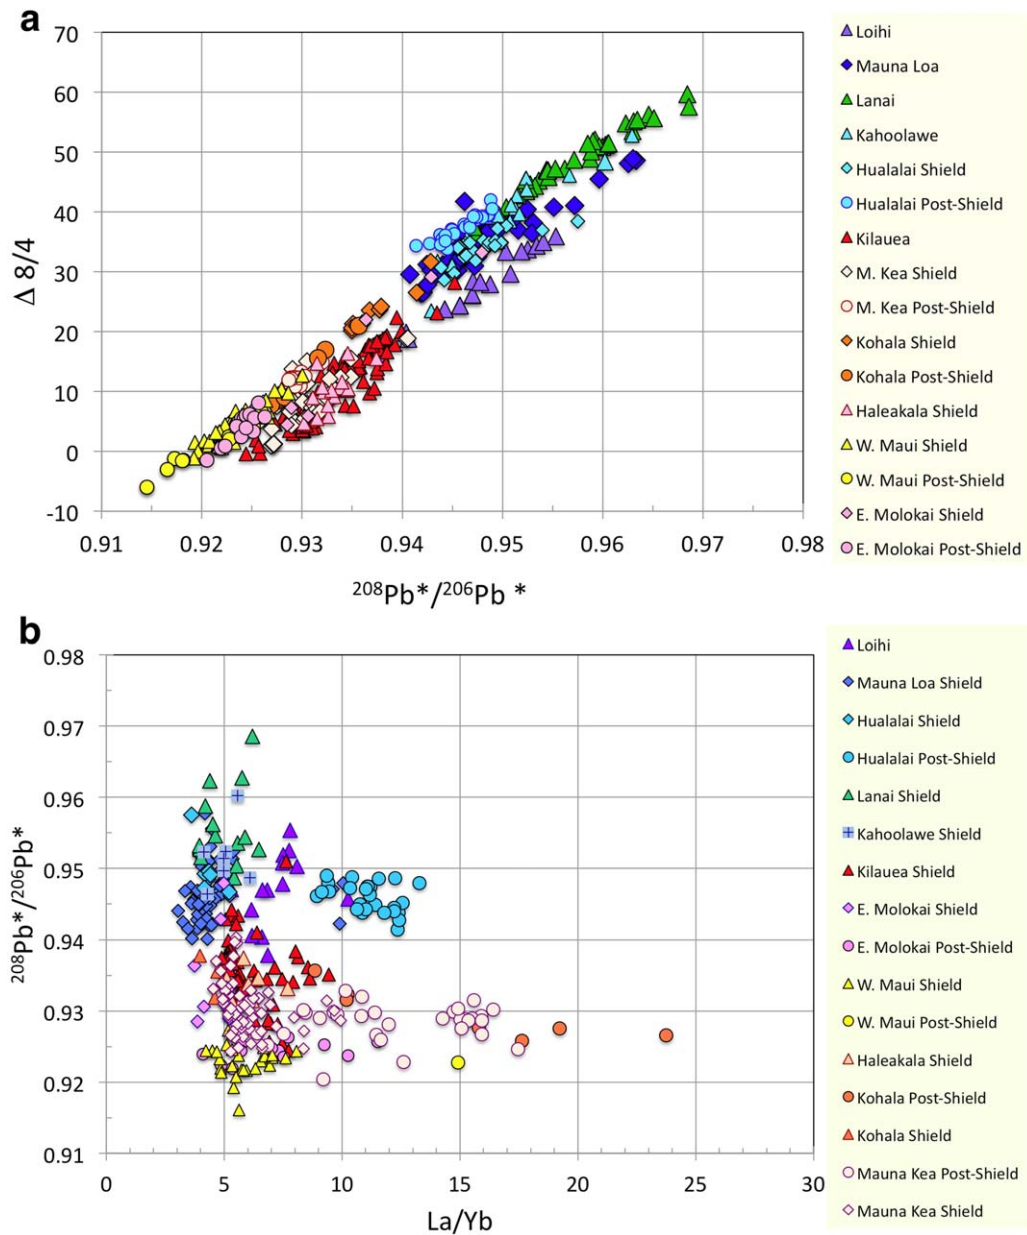 a
70
60
50
40
30
20
10
0
-10
Δ 8/4
0.91 0.92 0.93 0.94 0.95 0.96 0.97 0.98
208Pb*/206Pb *
Loihi
Mauna Loa
Lanai
Kahoolawe
Hualalai Shield
Hualalai Post-Shield
Kilauea
M. Kea Shield
M. Kea Post-Shield
Kohala Shield
Kohala Post-Shield
Haleakala Shield
W. Maui Shield
W. Maui Post-Shield
E. Molokai Shield
E. Molokai Post-Shield
b
0.98
0.97
0.96
0.95
0.94
0.93
0.92
0.91
208Pb*/206Pb*
0 5 10 15 20 25 30
La/Yb
Loihi
Mauna Loa Shield
Hualalai Shield
Hualalai Post-Shield
Lanai Shield
Kahoolawe Shield
Kilauea Shield
E. Molokai Shield
E. Molokai Post-Shield
W. Maui Shield
W. Maui Post-Shield
Haleakala Shield
Kohala Post-Shield
Kohala Shield
Mauna Kea Post-Shield
Mauna Kea Shield